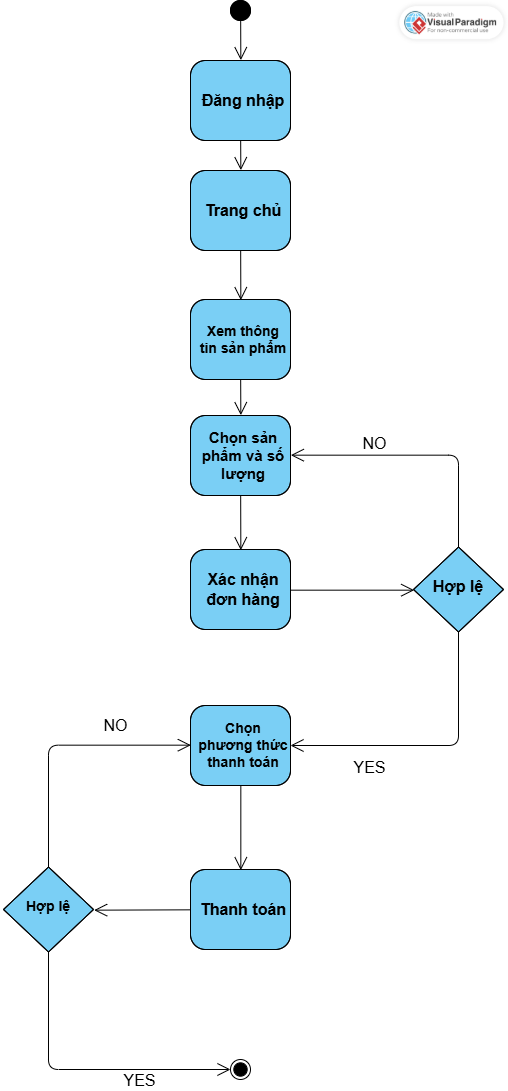 Made with
Visual Paradigm
For non-commercial use
Đăng nhập
Trang chủ
Xem thông
tin sản phẩm
Chọn sản
phẩm và số
lượng
NO
Xác nhận
đơn hàng
Hợp lệ
YES
Chọn
phương thức
thanh toán
NO
Thanh toán
Hợp lệ
YES